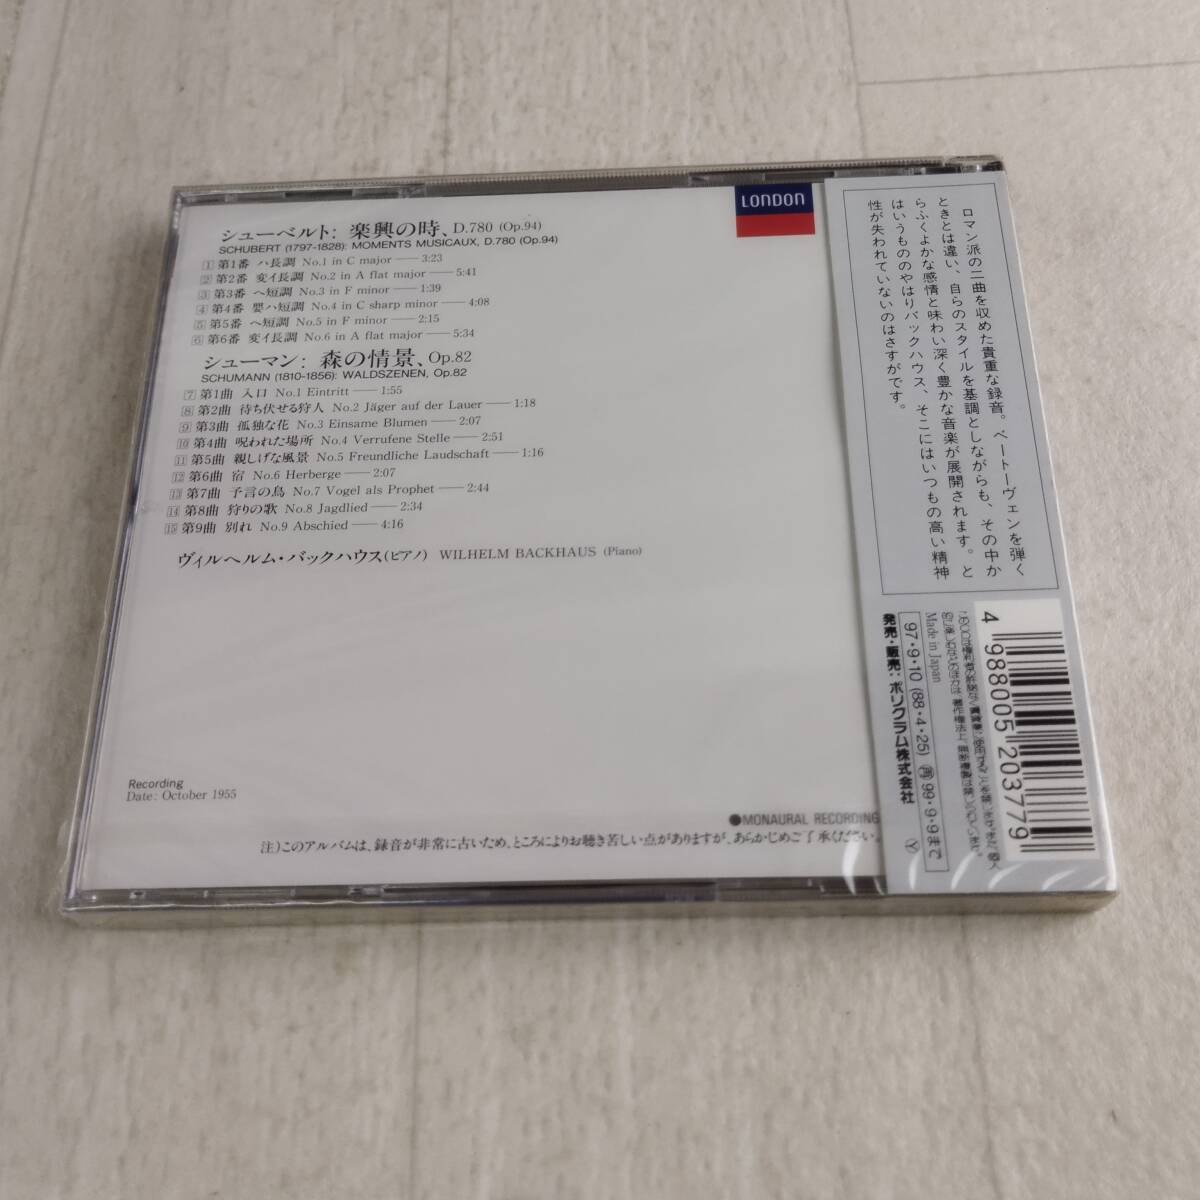 LONDON
シューベルト: 楽興の時、D.780 (Op.94)
SCHUBERT (1797-1828): MOMENTS MUSICAUX, D.780 (Op.94)
1 第1番 ハ長調 No.1 in C major ── 3:23
2 第2番 変イ長調 No.2 in A flat major ── 5:41
3 第3番 ヘ短調 No.3 in F minor ── 1:39
4 第4番 嬰ハ短調 No.4 in C sharp minor ── 4:08
5 第5番 ヘ短調 No.5 in F minor ── 2:15
6 第6番 変イ長調 No.6 in A flat major ── 5:34
シューマン: 森の情景、Op.82
SCHUMANN (1810-1856): WALDSZENEN, Op.82
7 第1曲 入口 No.1 Eintritt ── 1:55
8 第2曲 待ち伏せる狩人 No.2 Jäger auf der Lauer ── 1:18
9 第3曲 孤独な花 No.3 Einsame Blumen ── 2:07
10 第4曲 呪われた場所 No.4 Verrufene Stelle ── 2:51
11 第5曲 親しげな風景 No.5 Freundliche Laudschaft ── 1:16
12 第6曲 宿 No.6 Herberge ── 2:07
13 第7曲 予言の鳥 No.7 Vogel als Prophet ── 2:44
14 第8曲 狩りの歌 No.8 Jagdlied ── 2:34
15 第9曲 別れ No.9 Abschied ── 4:16
ヴィルヘルム・バックハウス(ピアノ) WILHELM BACKHAUS (Piano)
Recording
Date: October 1955
●MONAURAL RECORDING
注)このアルバムは、録音が非常に古いため、ところによりお聴き苦しい点がありますが、あらかじめご了承ください。
ロマン派の二曲を収めた貴重な録音。ベートーヴェンを弾く
ときとは違い、自らのスタイルを基調としながらも、その中か
らふくよかな感情と味わい深く豊かな音楽が展開されます。と
はいうもののやはりバックハウス、そこにはいつもの高い精神
性が失われていないのはさすがです。
4 988005 203779
Made in Japan
97・9・10 (88・4・25) 再 99・9・9まで
発売・販売: ポリグラム株式会社 Y